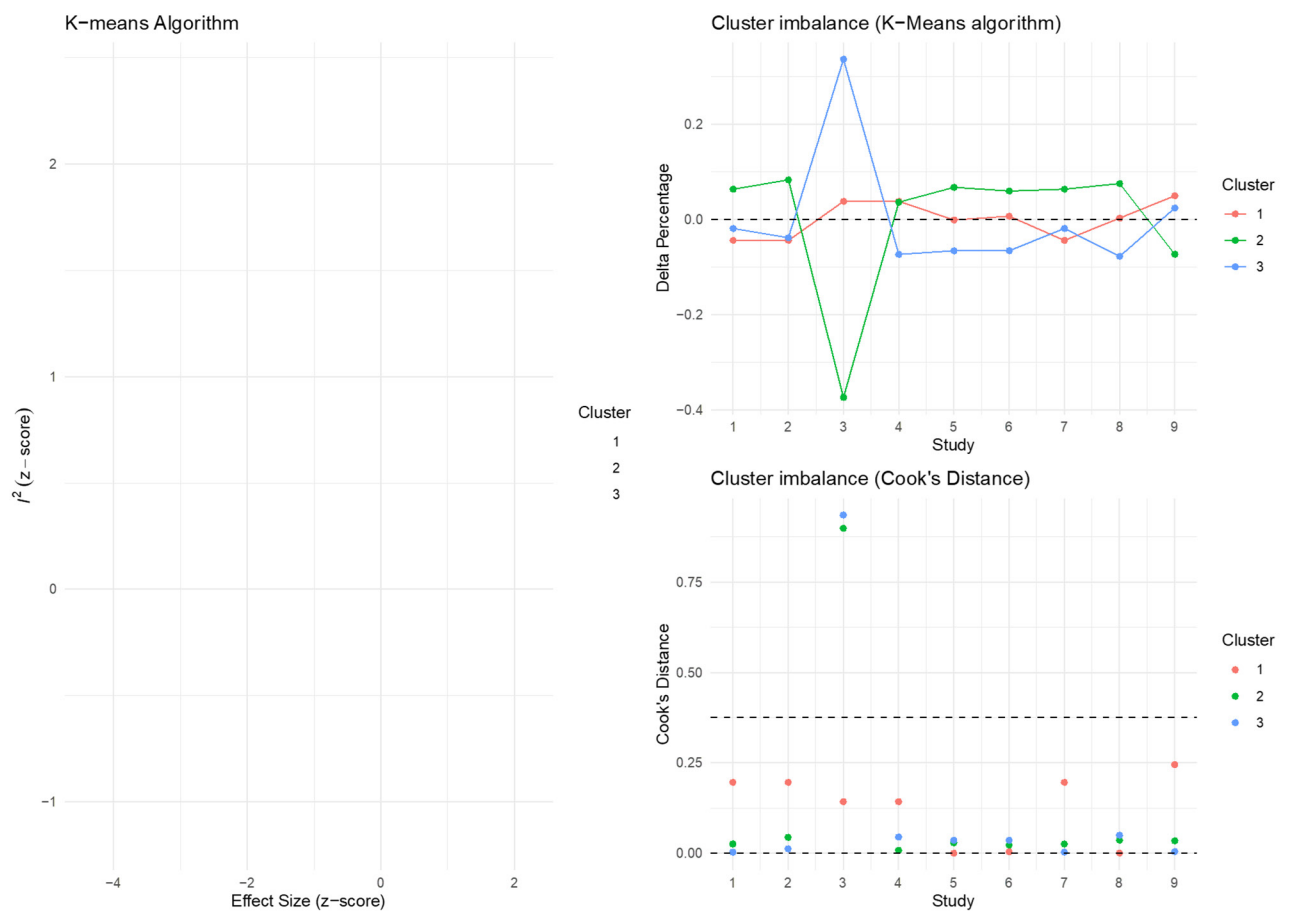 K−means Algorithm
2
1
0
−1
I² (z − score)
−4 −2 0 2
Effect Size (z−score)
Cluster
1
2
3
Cluster imbalance (K−Means algorithm)
0.2
0.0
−0.2
−0.4
Delta Percentage
1 2 3 4 5 6 7 8 9
Study
Cluster
1
2
3
Cluster imbalance (Cook's Distance)
0.75
0.50
0.25
0.00
Cook's Distance
1 2 3 4 5 6 7 8 9
Study
Cluster
1
2
3